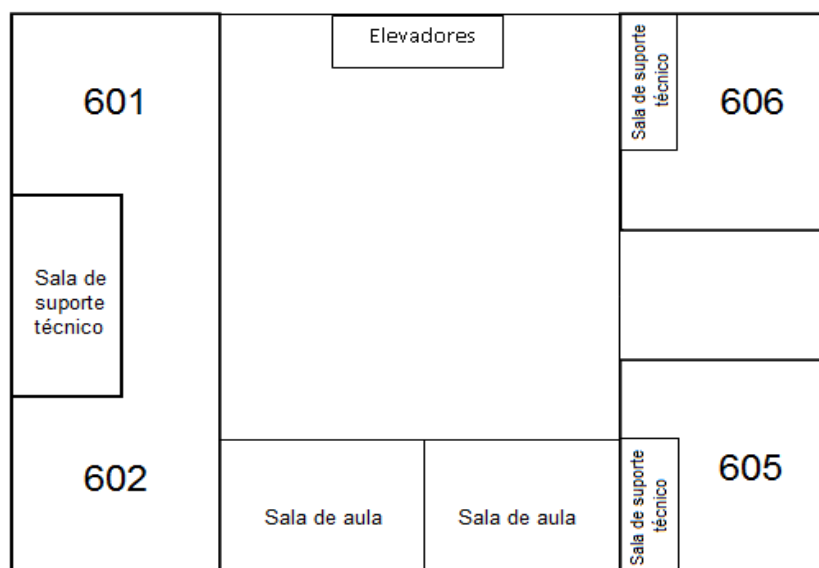 Elevadores
601
Sala de suporte
técnico
606
Sala de
suporte
técnico
602
Sala de aula
Sala de aula
Sala de suporte
técnico
605